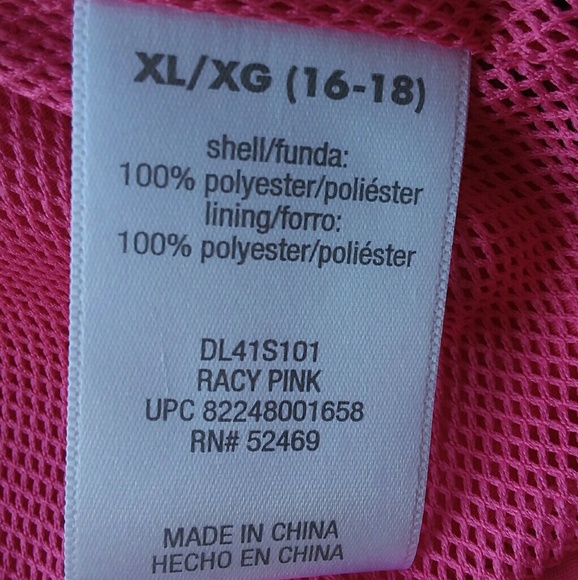 XL/XG (16-18)
shell/funda:
100% polyester/poliéster
lining/forro:
100% polyester/poliéster
DL41S101
RACY PINK
UPC 82248001658
RN# 52469
MADE IN CHINA
HECHO EN CHINA